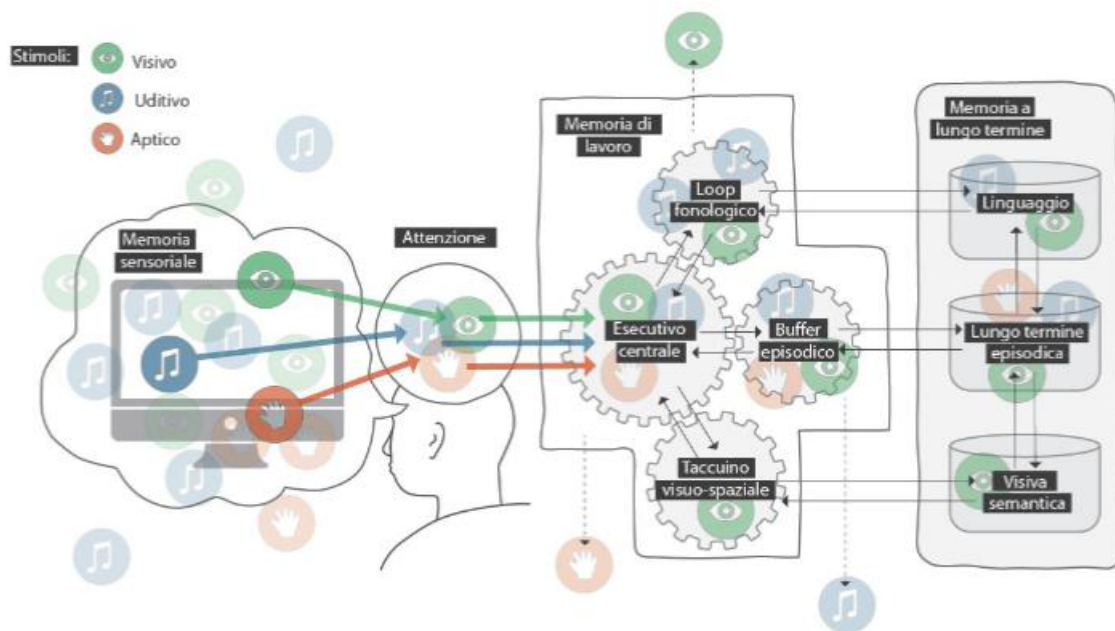 Stimoli:
Visivo
Uditivo
Aptico
Memoria
sensoriale
Attenzione
Memoria di
lavoro
Loop
fonologico
Esecutivo
centrale
Buffer
episodico
Taccuino
visuo-spaziale
Memoria a
lungo termine
Linguaggio
Lungo termine
episodica
Visiva
semantica